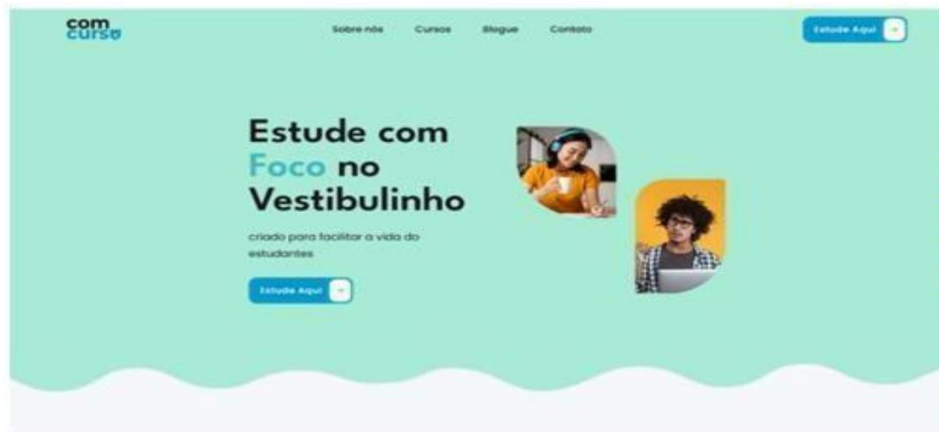 com
curso
Sobre nós
Cursos
Blogue
Contato
Estude Aqui
Estude com
Foco no
Vestibulinho
criado para facilitar a vida do
estudantes
Estude Aqui